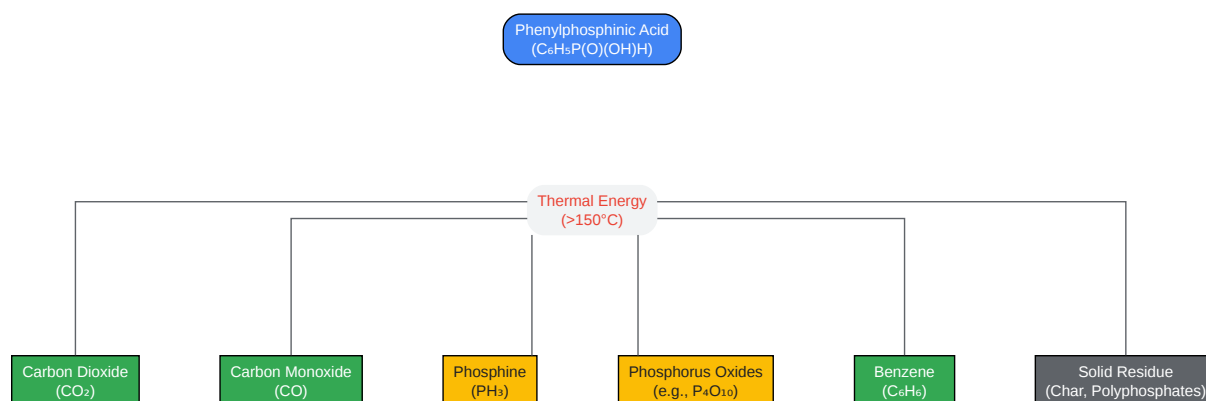 Phenylphosphinic Acid
(C₆H₅P(O)(OH)H)
Thermal Energy
(>150°C)
Carbon Dioxide
(CO₂)
Carbon Monoxide
(CO)
Phosphine
(PH₃)
Phosphorus Oxides
(e.g., P₄O₁₀)
Benzene
(C₆H₆)
Solid Residue
(Char, Polyphosphates)